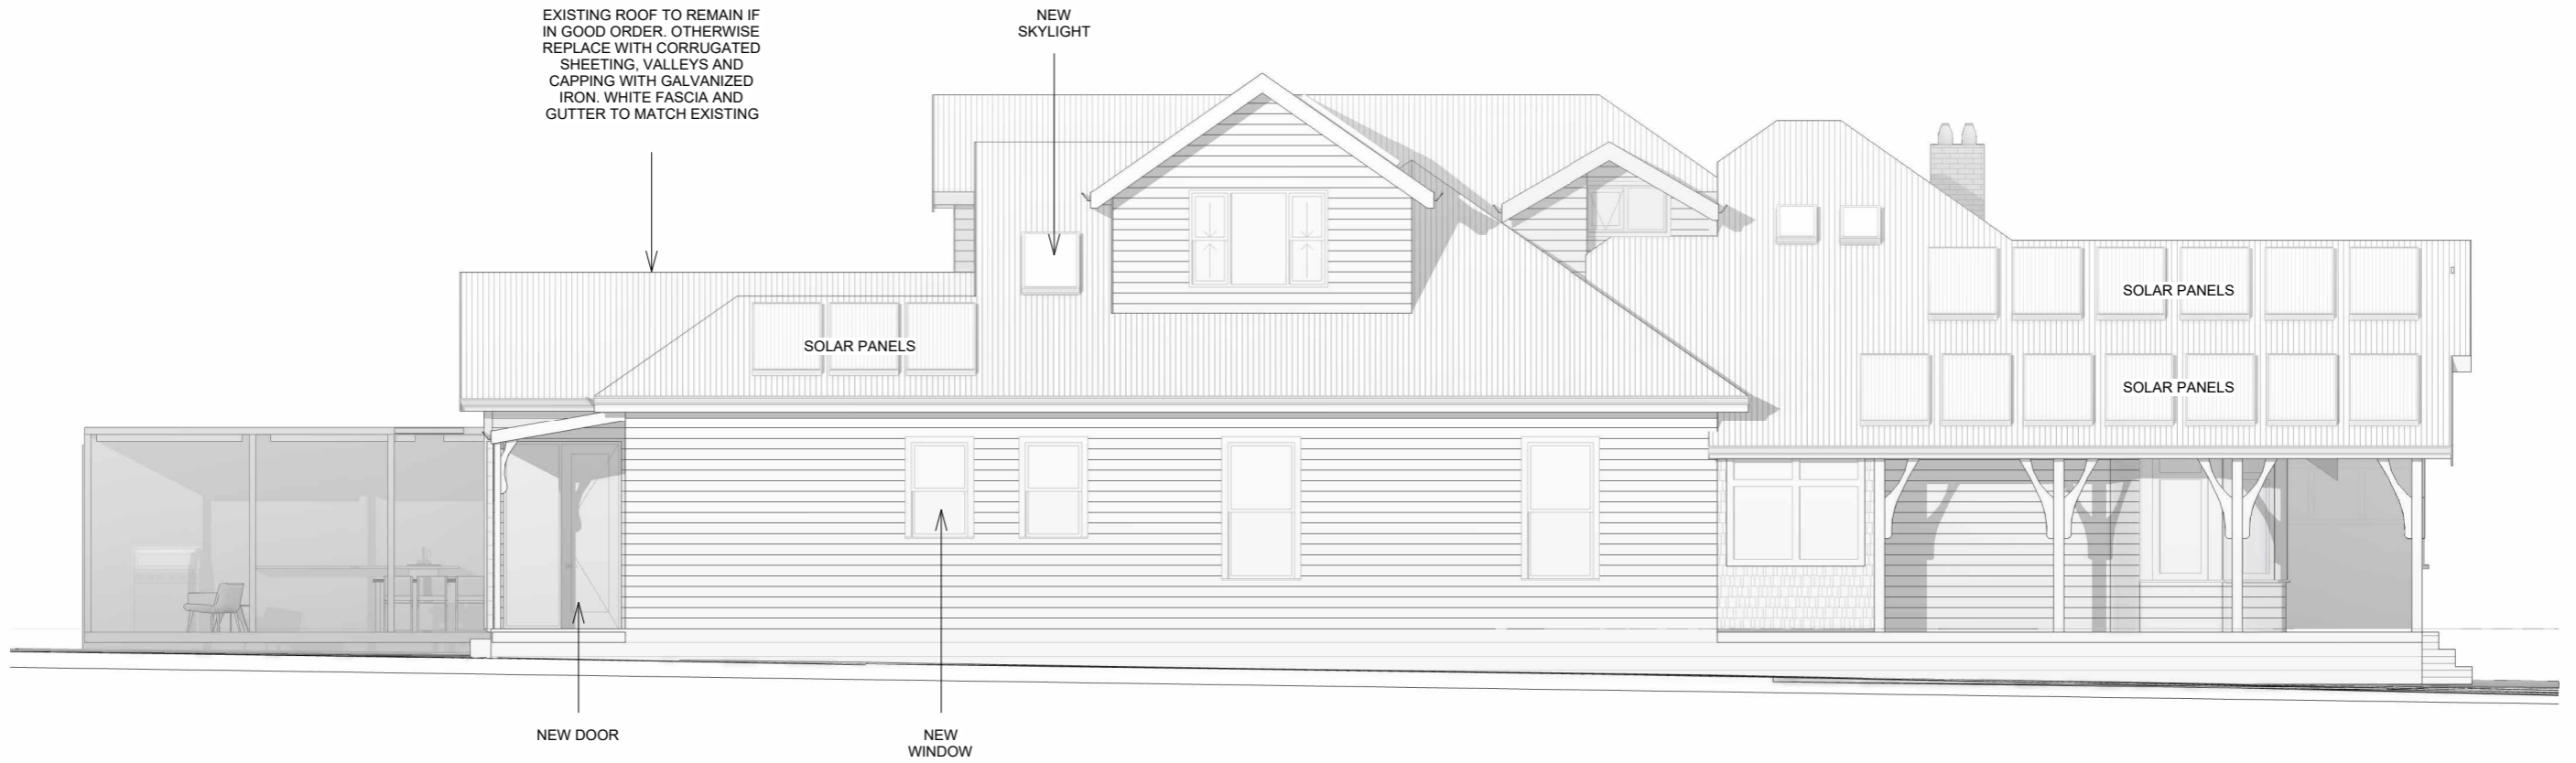 EXISTING ROOF TO REMAIN IF
IN GOOD ORDER. OTHERWISE
REPLACE WITH CORRUGATED
SHEETING, VALLEYS AND
CAPPING WITH GALVANIZED
IRON. WHITE FASCIA AND
GUTTER TO MATCH EXISTING
NEW
SKYLIGHT
SOLAR PANELS
SOLAR PANELS
SOLAR PANELS
NEW DOOR
NEW
WINDOW